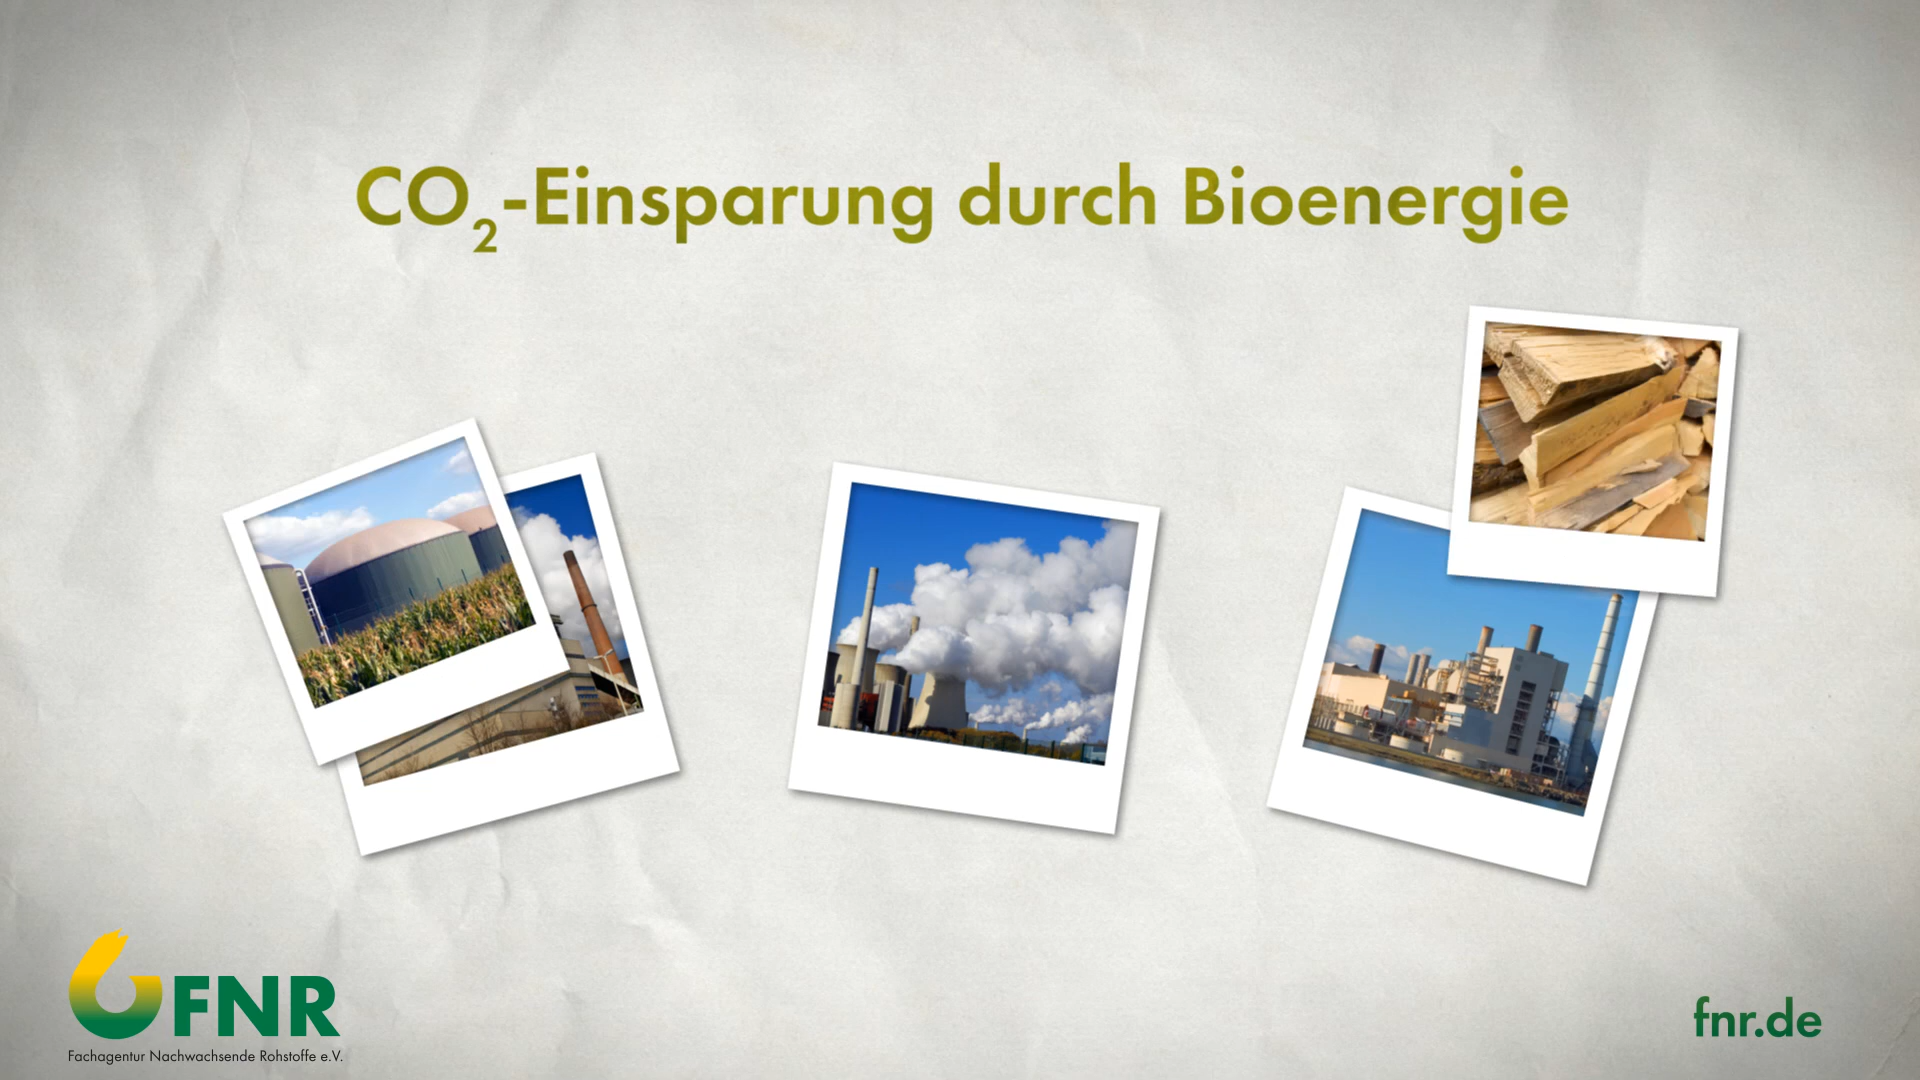 CO₂-Einsparung durch Bioenergie
FNR
Fachagentur Nachwachsende Rohstoffe e.V.
fnr.de